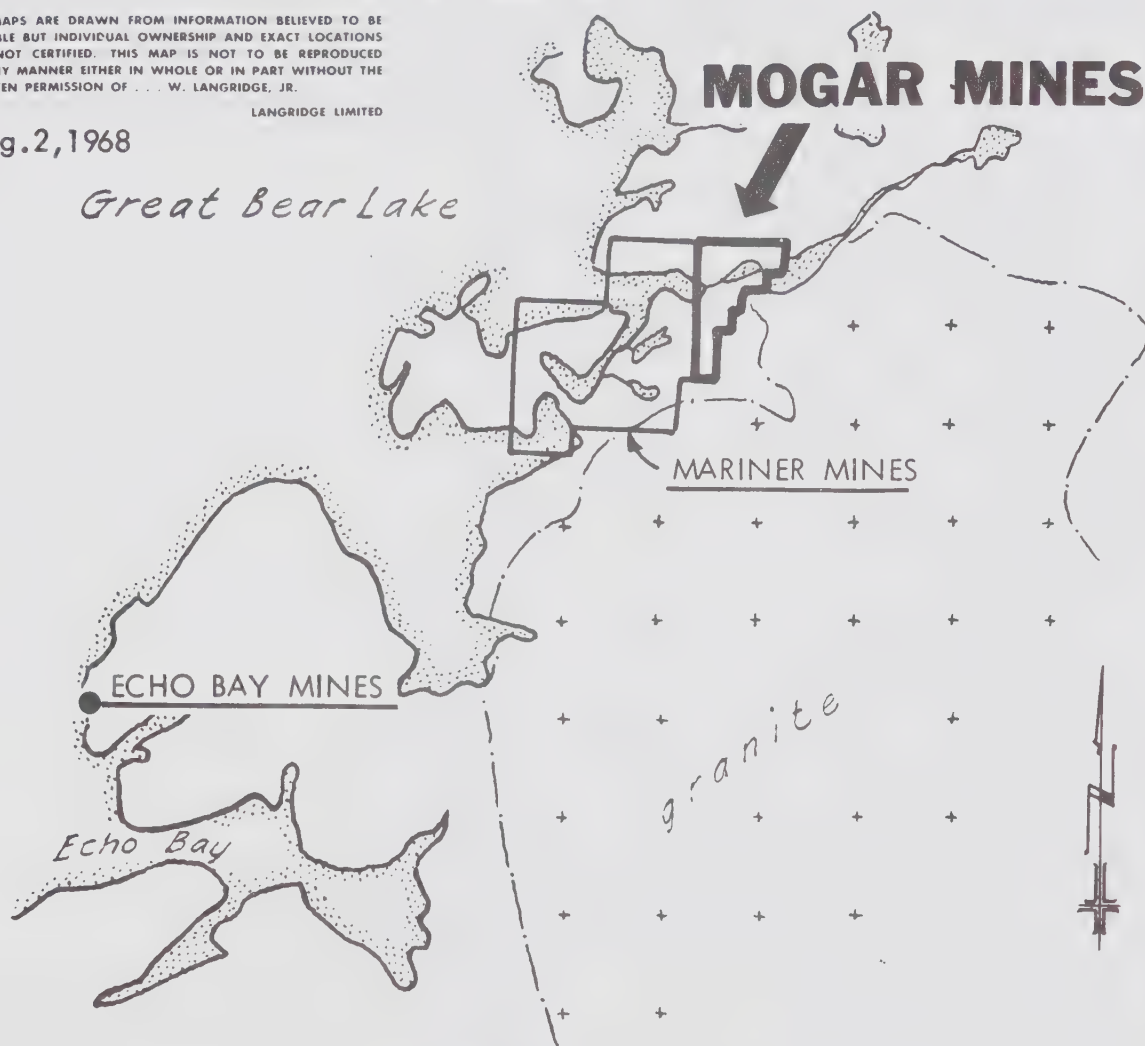 MAPS ARE DRAWN FROM INFORMATION BELIEVED TO BE
BLE BUT INDIVIDUAL OWNERSHIP AND EXACT LOCATIONS
NOT CERTIFIED. THIS MAP IS NOT TO BE REPRODUCED
Y MANNER EITHER IN WHOLE OR IN PART WITHOUT THE
EN PERMISSION OF . . . W. LANGRIDGE, JR.
LANGRIDGE LIMITED
g.2,1968
MOGAR MINES
Great Bear Lake
MARINER MINES
ECHO BAY MINES
granite
Echo Bay
N